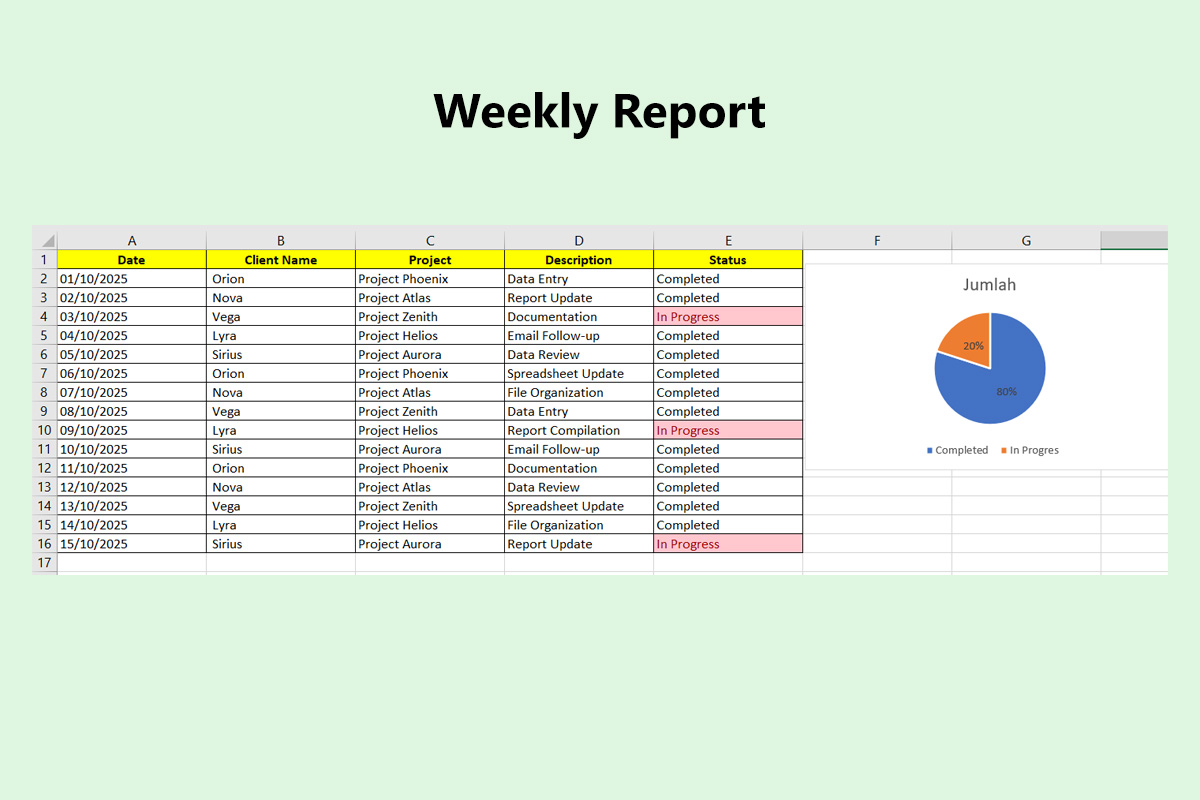 Weekly Report
A B C D E F G
1 Date Client Name Project Description Status
2 01/10/2025 Orion Project Phoenix Data Entry Completed
3 02/10/2025 Nova Project Atlas Report Update Completed
4 03/10/2025 Vega Project Zenith Documentation In Progress
5 04/10/2025 Lyra Project Helios Email Follow-up Completed
6 05/10/2025 Sirius Project Aurora Data Review Completed
7 06/10/2025 Orion Project Phoenix Spreadsheet Update Completed
8 07/10/2025 Nova Project Atlas File Organization Completed
9 08/10/2025 Vega Project Zenith Data Entry Completed
10 09/10/2025 Lyra Project Helios Report Compilation In Progress
11 10/10/2025 Sirius Project Aurora Email Follow-up Completed
12 11/10/2025 Orion Project Phoenix Documentation Completed
13 12/10/2025 Nova Project Atlas Data Review Completed
14 13/10/2025 Vega Project Zenith Spreadsheet Update Completed
15 14/10/2025 Lyra Project Helios File Organization Completed
16 15/10/2025 Sirius Project Aurora Report Update In Progress
17
Jumlah
20%
80%
Completed In Progres